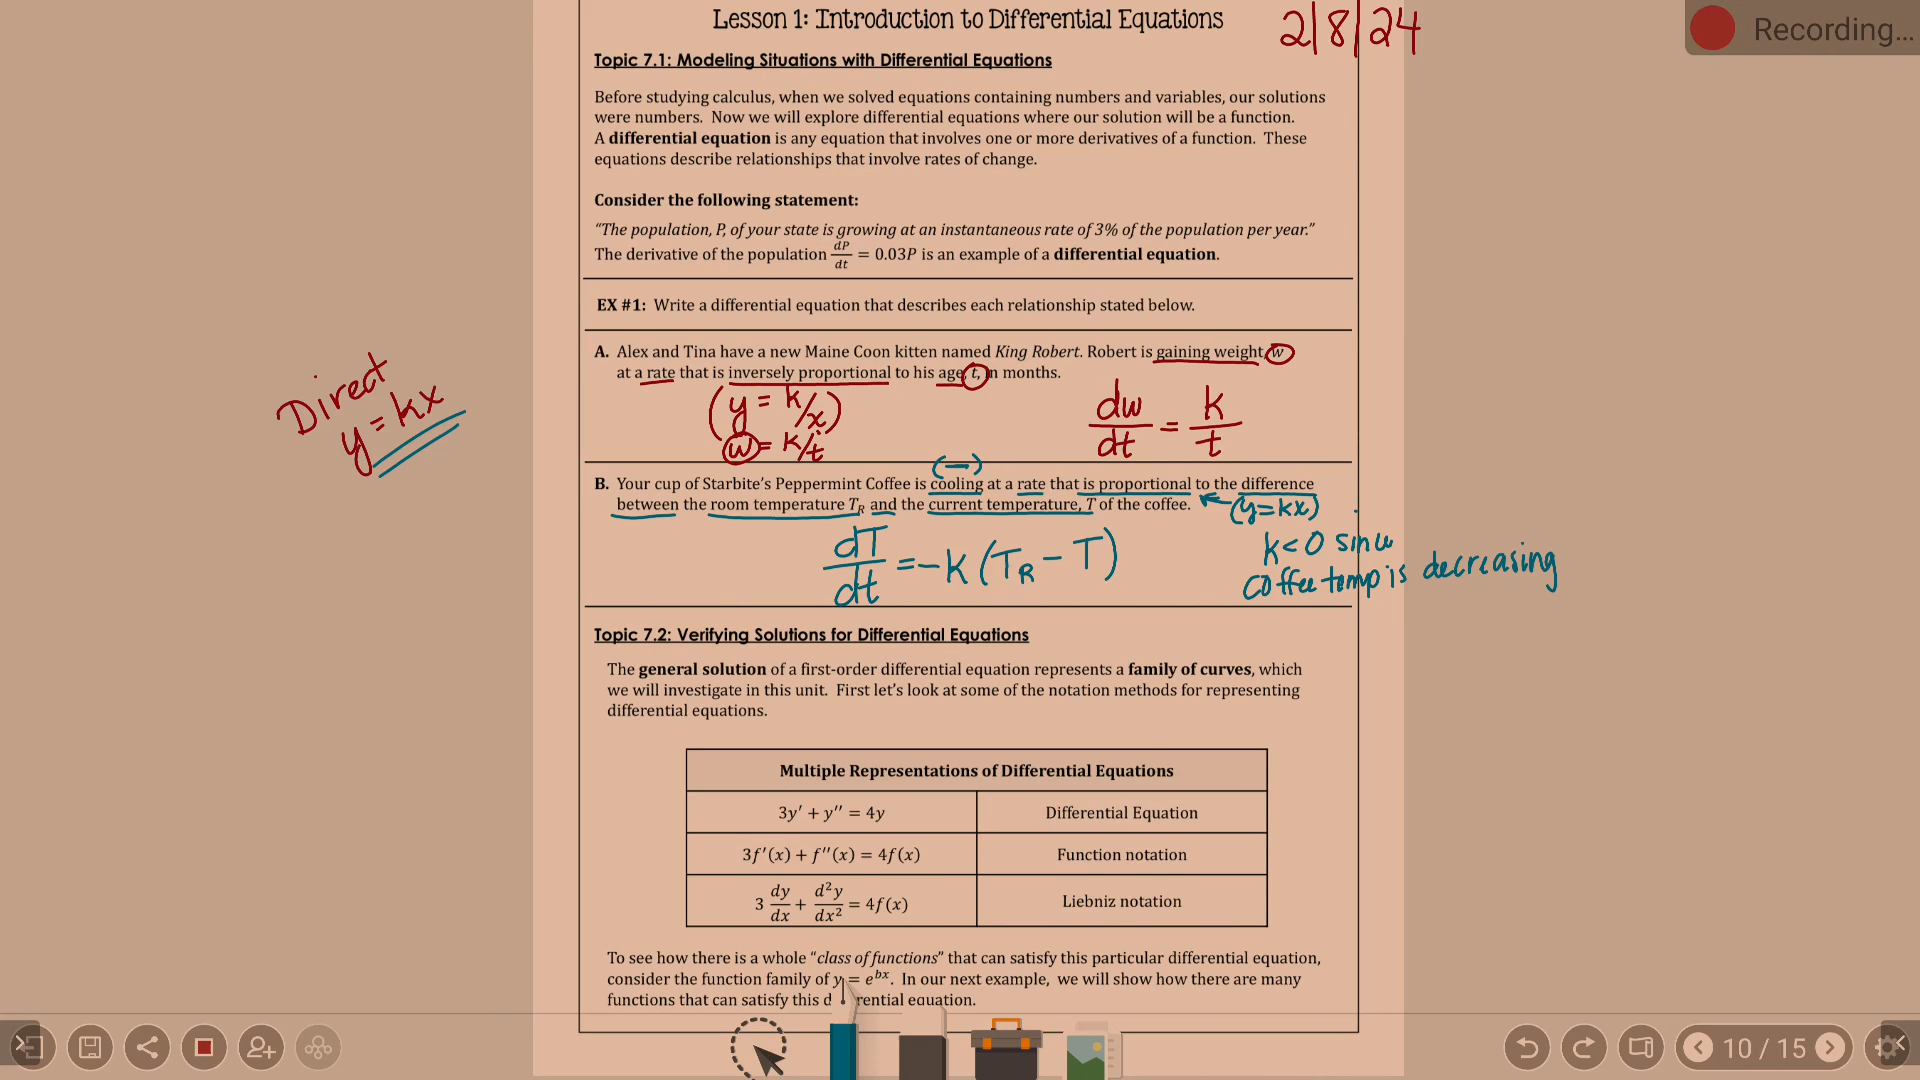 Lesson 1: Introduction to Differential Equations
2|8|24
Recording...
Topic 7.1: Modeling Situations with Differential Equations
Before studying calculus, when we solved equations containing numbers and variables, our solutions
were numbers. Now we will explore differential equations where our solution will be a function.
A differential equation is any equation that involves one or more derivatives of a function. These
equations describe relationships that involve rates of change.
Consider the following statement:
“The population, P, of your state is growing at an instantaneous rate of 3% of the population per year.”
The derivative of the population dP/dt = 0.03P is an example of a differential equation.
EX #1: Write a differential equation that describes each relationship stated below.
A. Alex and Tina have a new Maine Coon kitten named King Robert. Robert is gaining weight, w
at a rate that is inversely proportional to his age, t, in months.
Direct
y = kx
(y = k/x)
w = k/t
dw/dt = k/t
(−)
B. Your cup of Starbite’s Peppermint Coffee is cooling at a rate that is proportional to the difference
between the room temperature T_R and the current temperature, T of the coffee.
(y=kx)
dT/dt = −k(T_R − T)
k<0 since
coffee temp is decreasing
Topic 7.2: Verifying Solutions for Differential Equations
The general solution of a first-order differential equation represents a family of curves, which
we will investigate in this unit. First let’s look at some of the notation methods for representing
differential equations.
Multiple Representations of Differential Equations
3y′ + y′′ = 4y Differential Equation
3f′(x) + f′′(x) = 4f(x) Function notation
3 dy/dx + d²y/dx² = 4f(x) Liebniz notation
To see how there is a whole “class of functions” that can satisfy this particular differential equation,
consider the function family of y = e^bx. In our next example, we will show how there are many
functions that can satisfy this d rential equation.
10 / 15